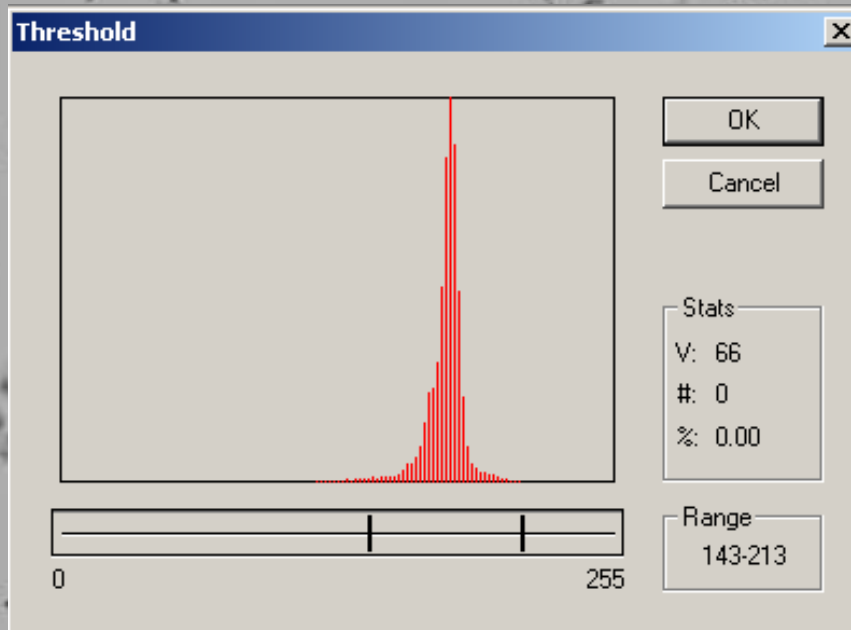 Threshold
OK
Cancel
Stats
V: 66
#: 0
%: 0.00
Range
143-213
0 255